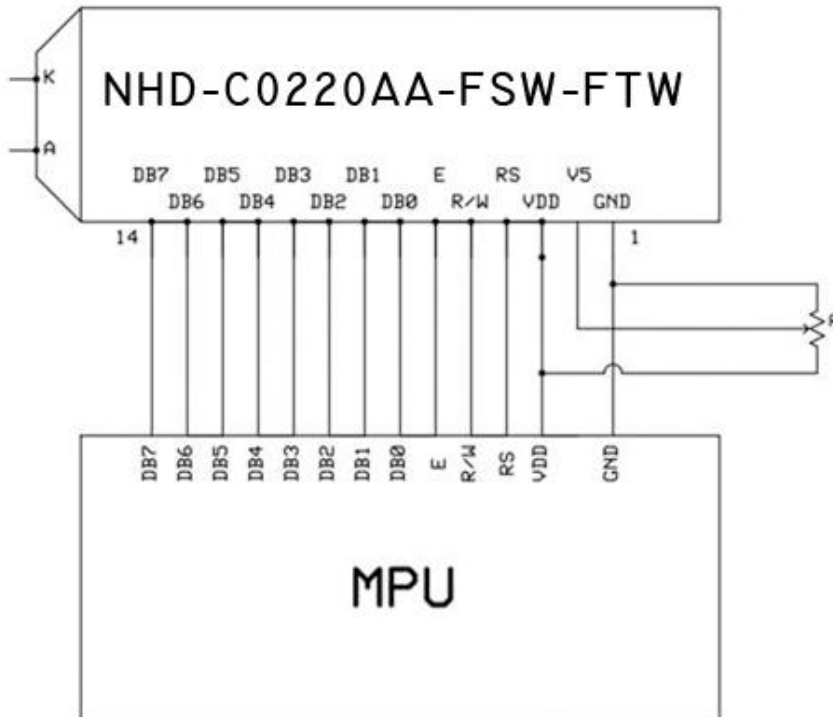 K
NHD-C0220AA-FSW-FTW
A
DB7 DB5 DB3 DB1 E RS V5
DB6 DB4 DB2 DB0 R/W VDD GND
14 1
R
DB7 DB6 DB5 DB4 DB3 DB2 DB1 DB0 E R/W RS VDD GND
MPU